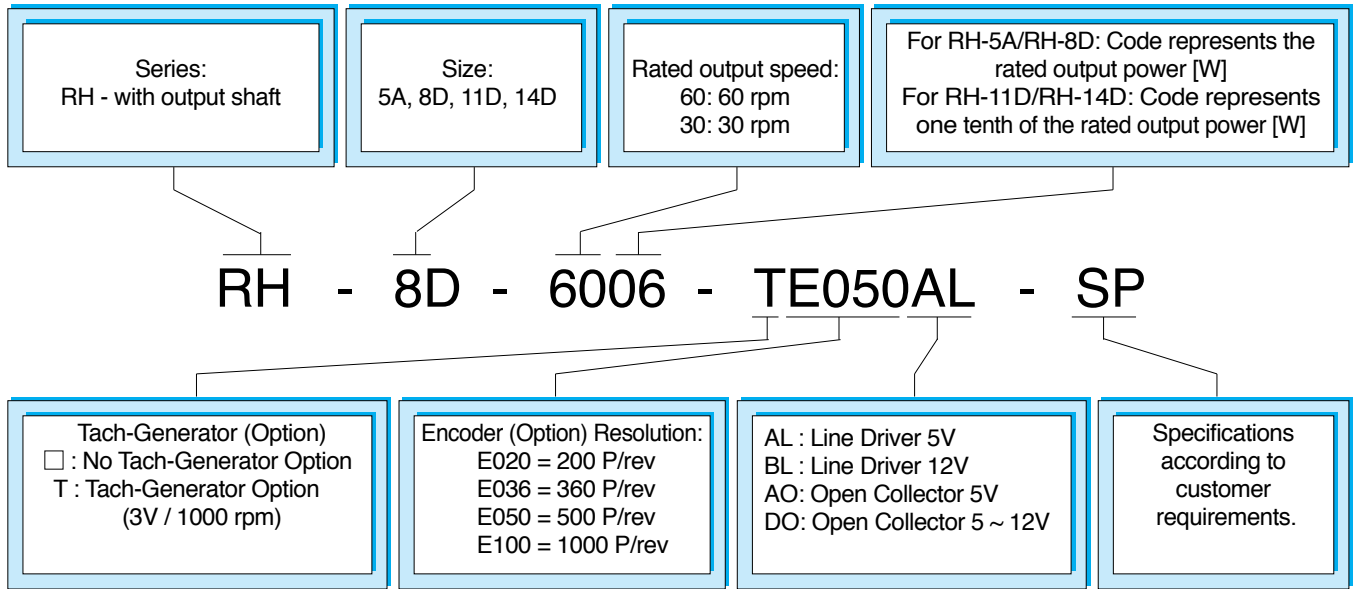 Series:
RH - with output shaft
Size:
5A, 8D, 11D, 14D
Rated output speed:
60: 60 rpm
30: 30 rpm
For RH-5A/RH-8D: Code represents the
rated output power [W]
For RH-11D/RH-14D: Code represents
one tenth of the rated output power [W]
RH - 8D - 6006 - TE050AL - SP
Tach-Generator (Option)
□ : No Tach-Generator Option
T : Tach-Generator Option
(3V / 1000 rpm)
Encoder (Option) Resolution:
E020 = 200 P/rev
E036 = 360 P/rev
E050 = 500 P/rev
E100 = 1000 P/rev
AL : Line Driver 5V
BL : Line Driver 12V
AO: Open Collector 5V
DO: Open Collector 5 ~ 12V
Specifications
according to
customer
requirements.